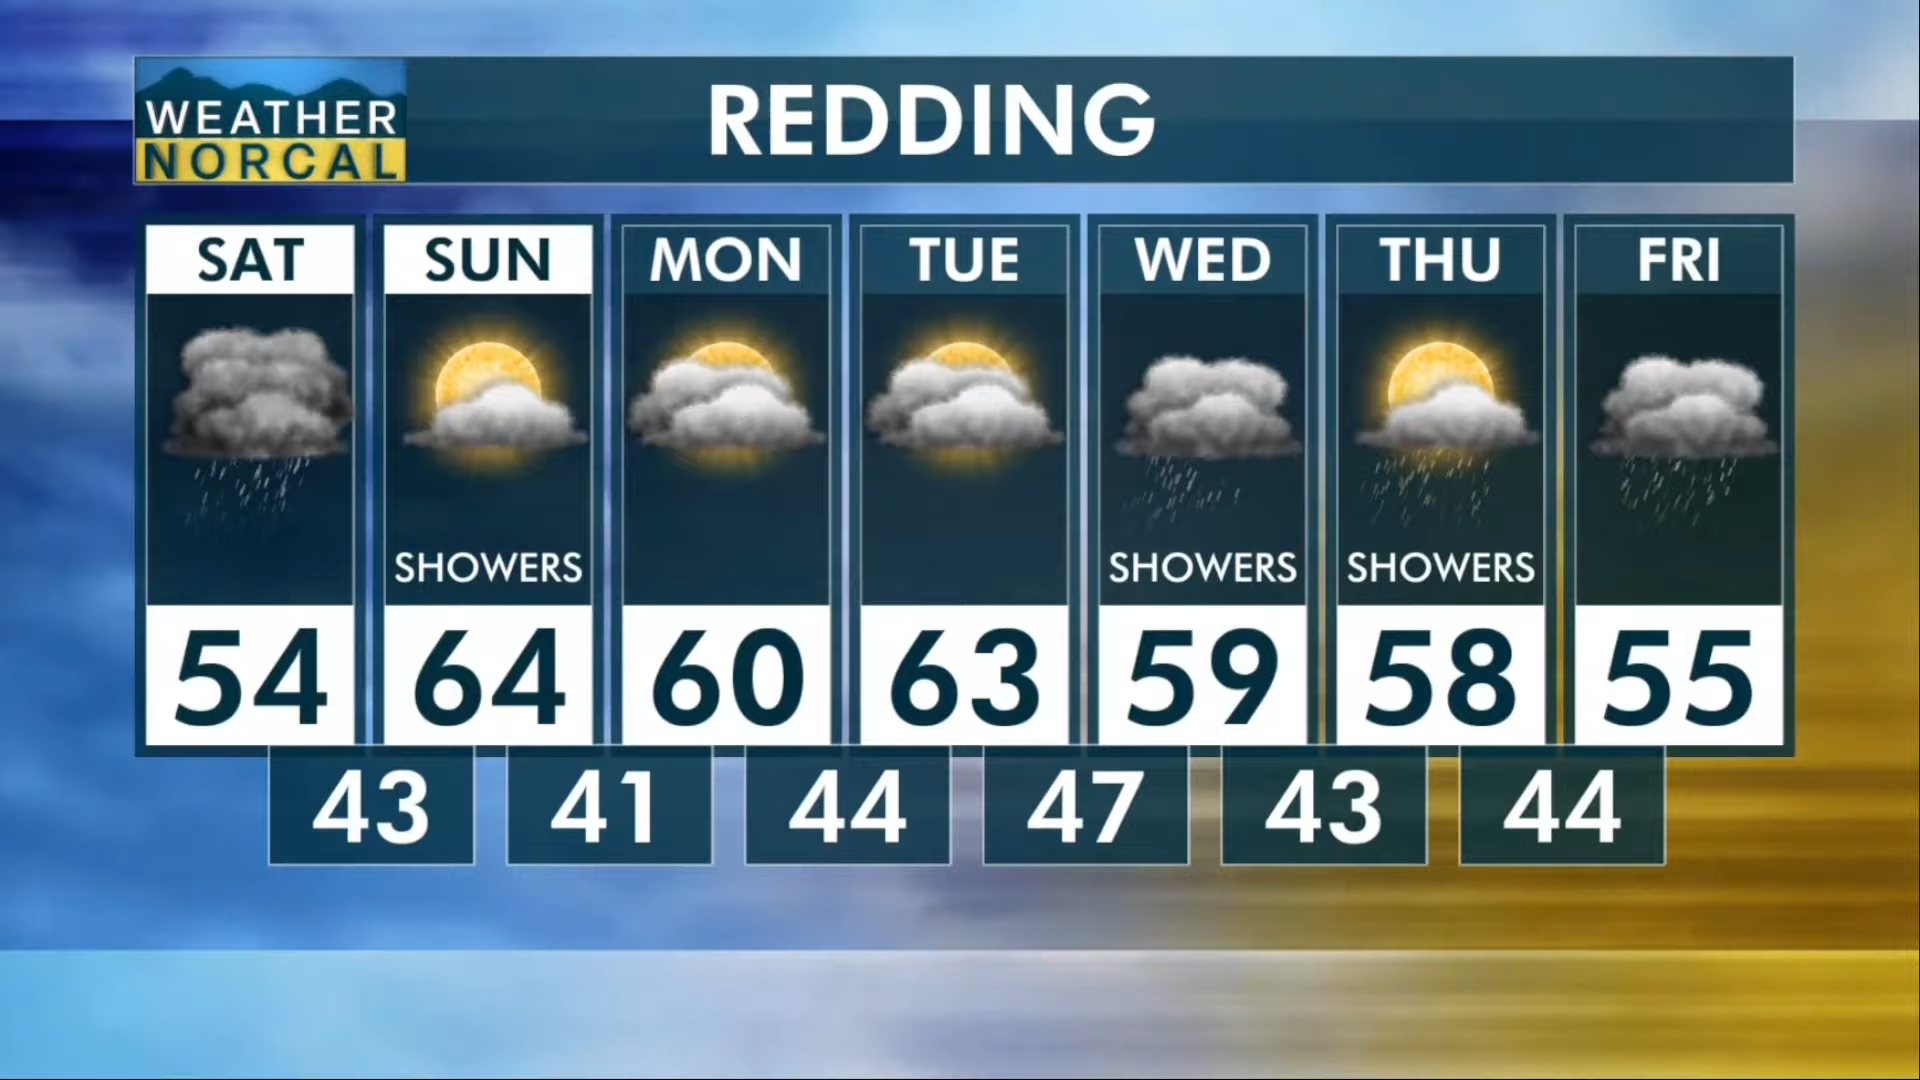 WEATHER
NORCAL
REDDING
SAT SUN MON TUE WED THU FRI
SHOWERS SHOWERS SHOWERS
54 64 60 63 59 58 55
43 41 44 47 43 44